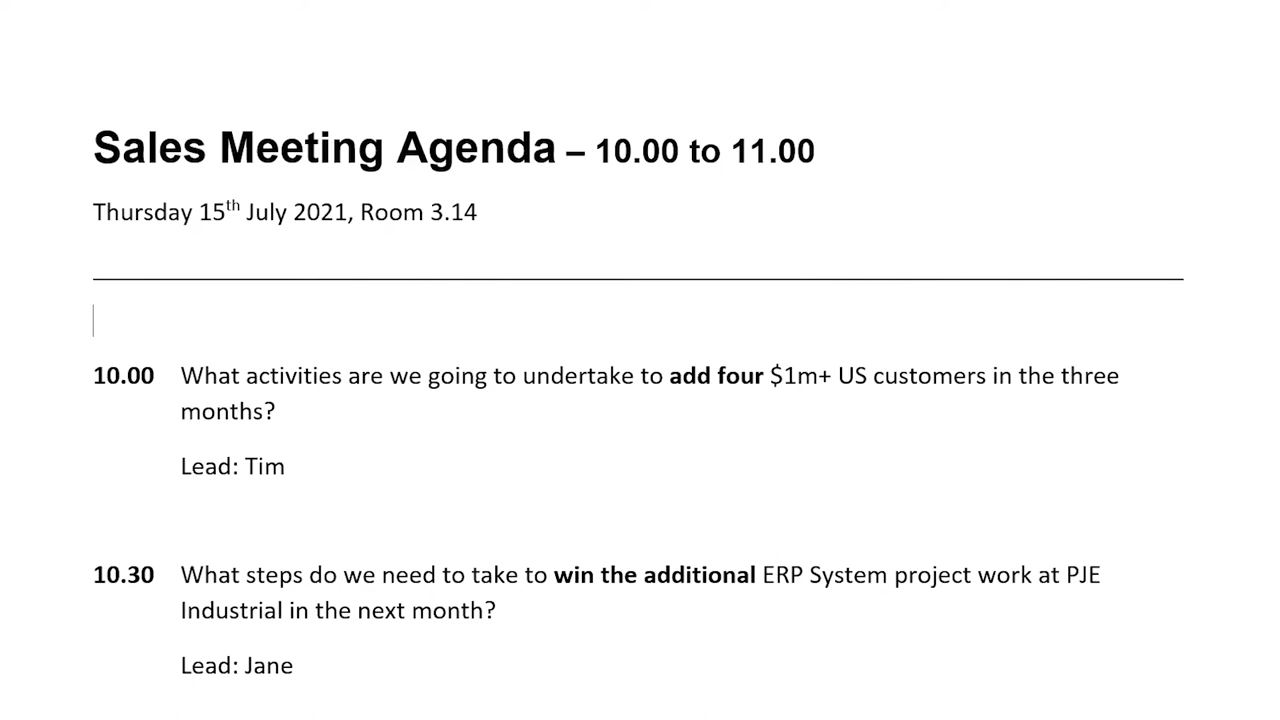 Sales Meeting Agenda – 10.00 to 11.00
Thursday 15th July 2021, Room 3.14
10.00 What activities are we going to undertake to add four $1m+ US customers in the three
months?
Lead: Tim
10.30 What steps do we need to take to win the additional ERP System project work at PJE
Industrial in the next month?
Lead: Jane